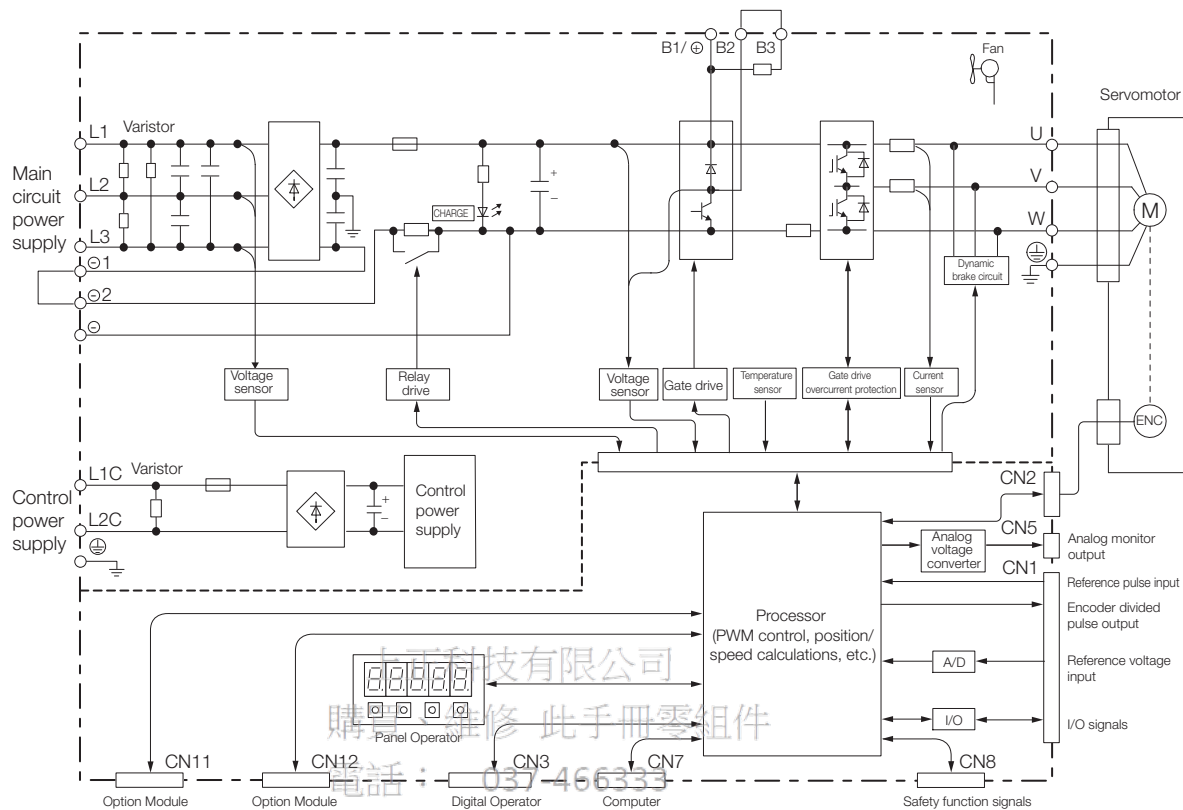 B1/⊕ B2 B3
Fan
Servomotor
L1 Varistor
U
Main
circuit
power
supply
L2
V
M
CHARGE
+
–
L3
W
⊖1
Dynamic
brake circuit
⊖2
⊖
Voltage
sensor
Relay
drive
Voltage
sensor
Gate drive
Temperature
sensor
Gate drive
overcurrent protection
Current
sensor
ENC
L1C Varistor
Control
power
supply
L2C
+
–
Control
power
supply
CN2
CN5
Analog
voltage
converter
Analog monitor
output
CN1
Reference pulse input
Encoder divided
pulse output
Processor
(PWM control, position/
speed calculations, etc.)
A/D
Reference voltage
input
I/O
I/O signals
上正科技有限公司
88888
購買、維修 此手冊零組件
Panel Operator
電話： 037-466333
CN11
CN12
CN3
CN7
CN8
Option Module
Option Module
Digital Operator
Computer
Safety function signals